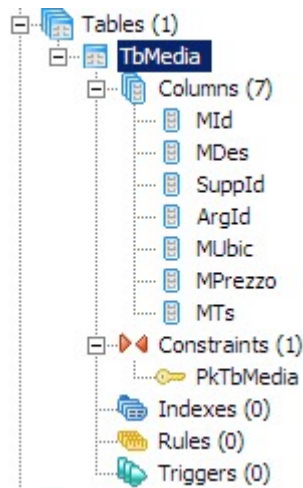 Tables (1)
TbMedia
Columns (7)
MId
MDes
SuppId
ArgId
MUbic
MPrezzo
MTs
Constraints (1)
PkTbMedia
Indexes (0)
Rules (0)
Triggers (0)